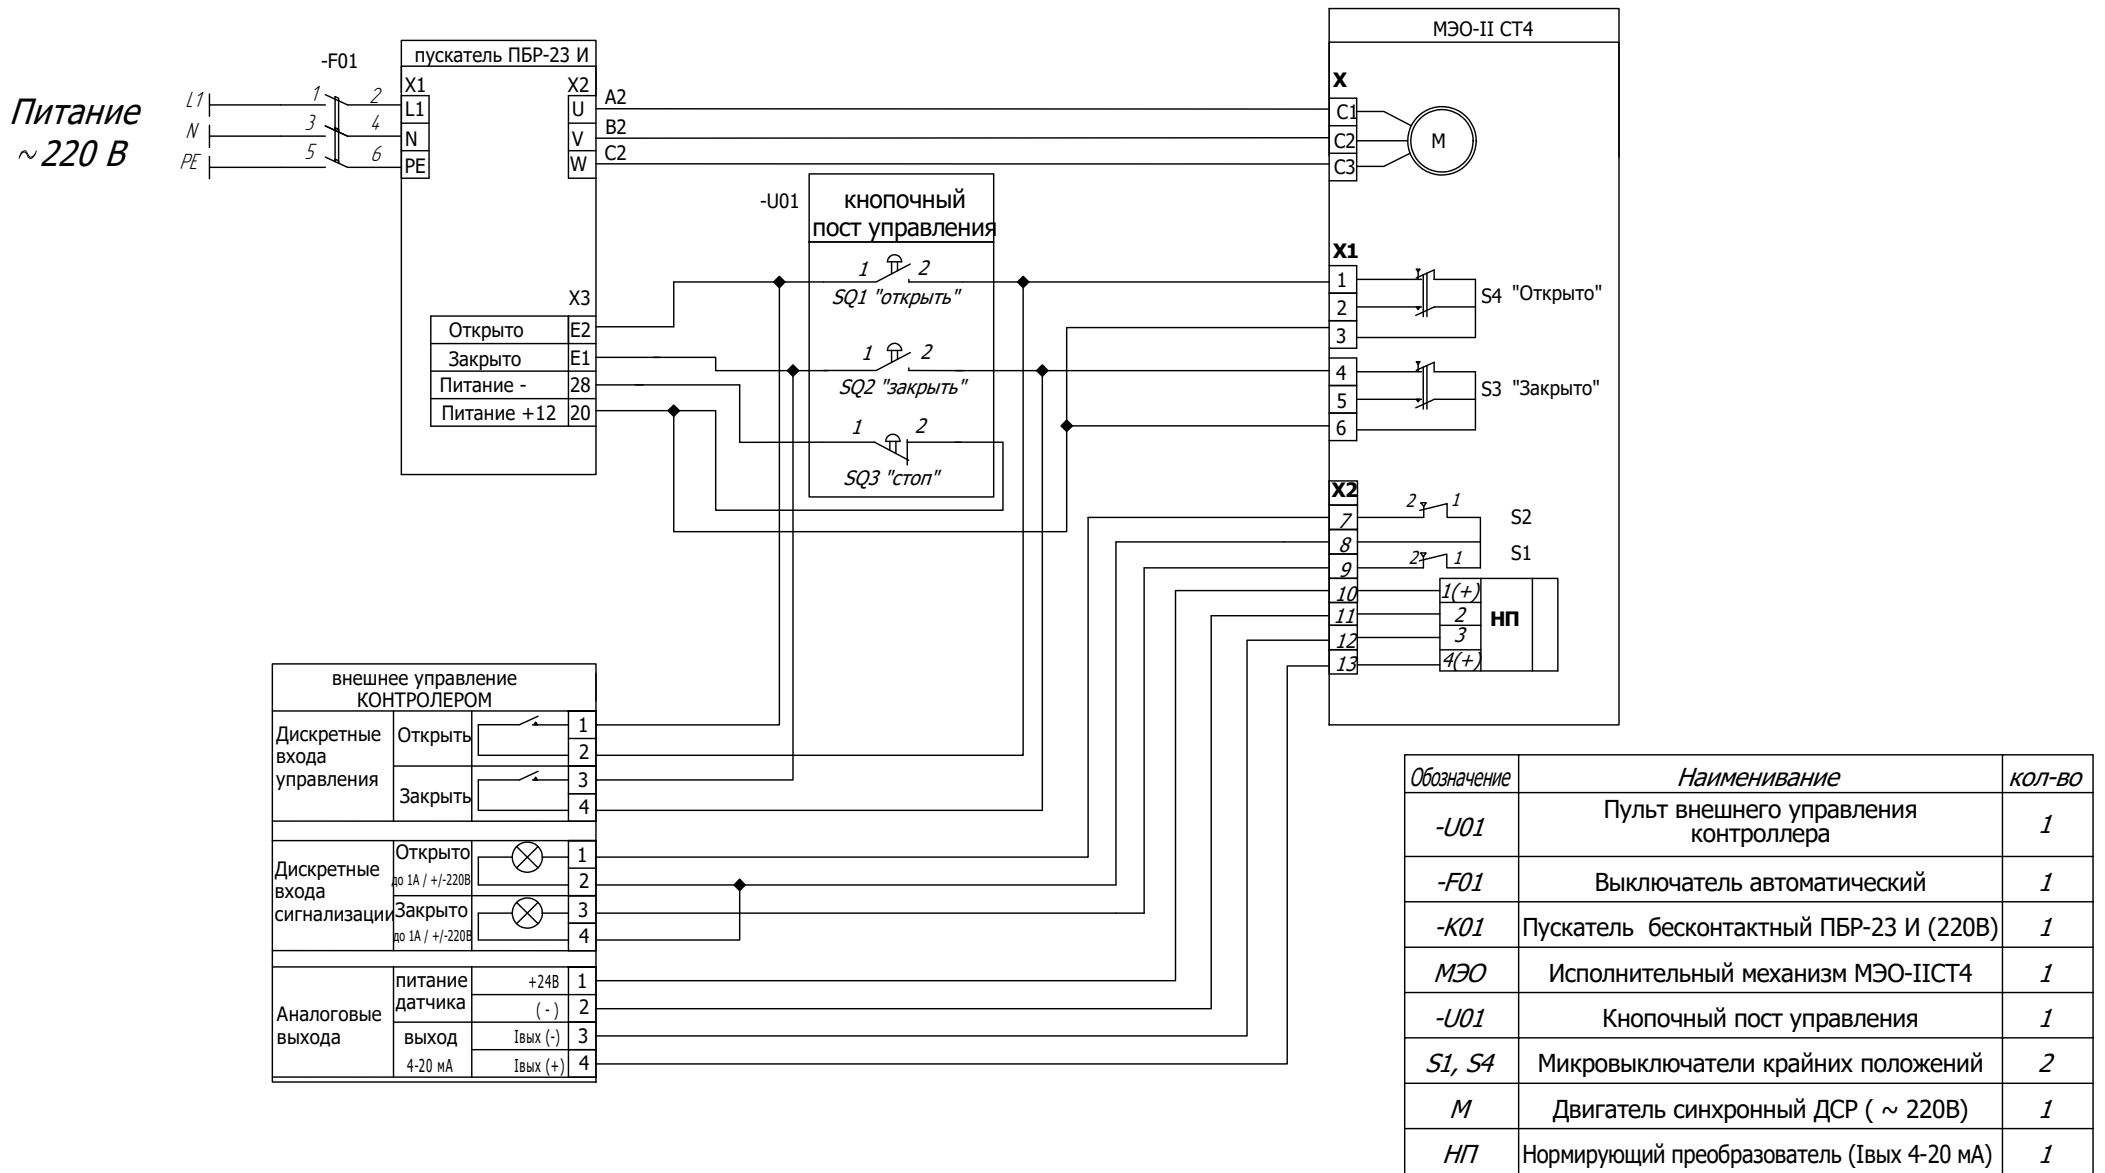 Питание
~220 В
L1
N
PE
-F01
1 2
3 4
5 6
пускатель ПБР-23 И
X1
L1
N
PE
X2
U
V
W
A2
B2
C2
X3
Открыто E2
Закрыто E1
Питание - 28
Питание +12 20
-U01
кнопочный
пост управления
1 2
SQ1 "открыть"
1 2
SQ2 "закрыть"
1 2
SQ3 "стоп"
МЭО-II СТ4
X
C1
C2
C3
M
X1
1
2
3
S4 "Открыто"
4
5
6
S3 "Закрыто"
X2
7
8
9
10
11
12
13
2 1
S2
2 1
S1
1(+)
2
3
4(+)
НП
внешнее управление
КОНТРОЛЕРОМ
Дискретные
входа
управления
Открыть
1
2
Закрыть
3
4
Дискретные
входа
сигнализации
Открыто
до 1А / +/-220В
1
2
Закрыто
до 1А / +/-220В
3
4
Аналоговые
выхода
питание
датчика
+24В 1
( - ) 2
выход
4-20 мА
Iвых (-) 3
Iвых (+) 4
Обозначение Наименивание кол-во
-U01 Пульт внешнего управления
контроллера 1
-F01 Выключатель автоматический 1
-K01 Пускатель бесконтактный ПБР-23 И (220В) 1
МЭО Исполнительный механизм МЭО-IIСТ4 1
-U01 Кнопочный пост управления 1
S1, S4 Микровыключатели крайних положений 2
М Двигатель синхронный ДСР ( ~ 220В) 1
НП Нормирующий преобразователь (Iвых 4-20 мА) 1